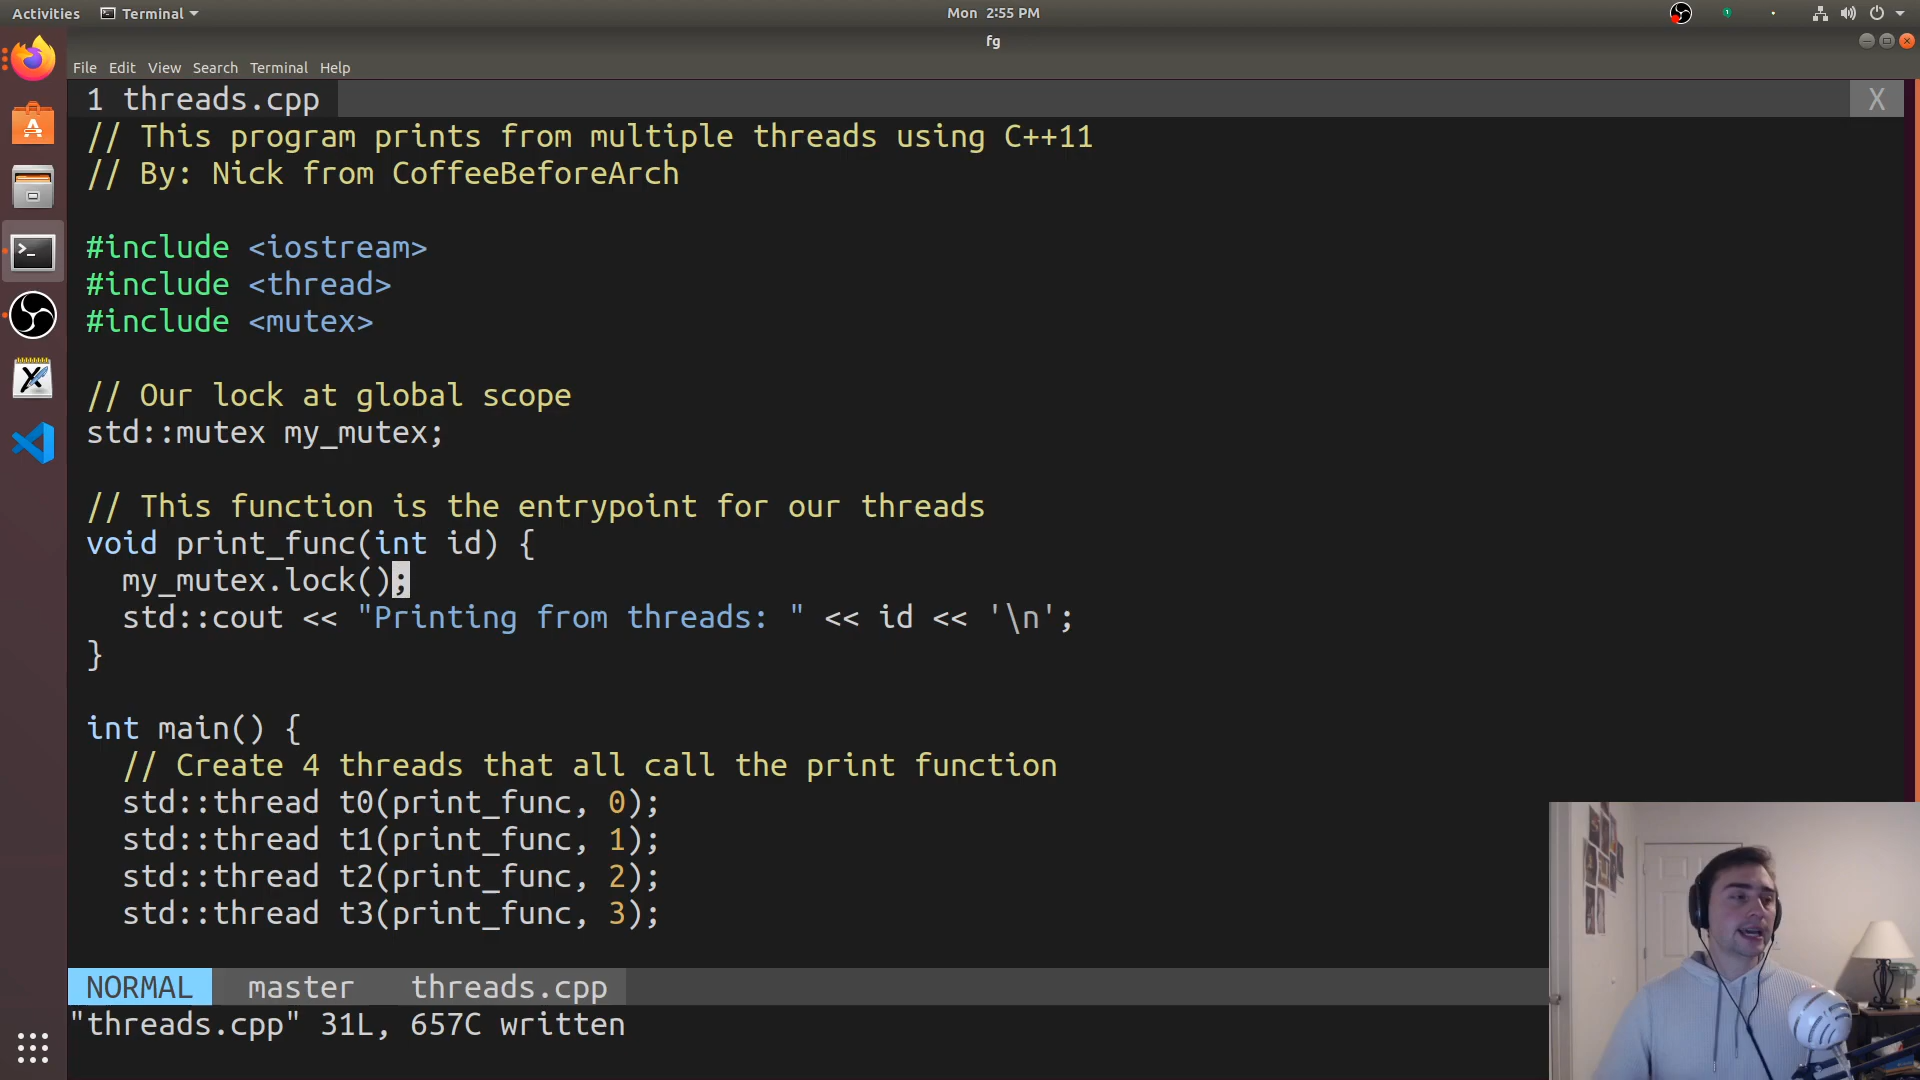 Activities Terminal Mon 2:55 PM
fg
File Edit View Search Terminal Help
1 threads.cpp X
// This program prints from multiple threads using C++11
// By: Nick from CoffeeBeforeArch
#include <iostream>
#include <thread>
#include <mutex>
// Our lock at global scope
std::mutex my_mutex;
// This function is the entrypoint for our threads
void print_func(int id) {
  my_mutex.lock();
  std::cout << "Printing from threads: " << id << '\n';
}
int main() {
  // Create 4 threads that all call the print function
  std::thread t0(print_func, 0);
  std::thread t1(print_func, 1);
  std::thread t2(print_func, 2);
  std::thread t3(print_func, 3);
NORMAL master threads.cpp
"threads.cpp" 31L, 657C written